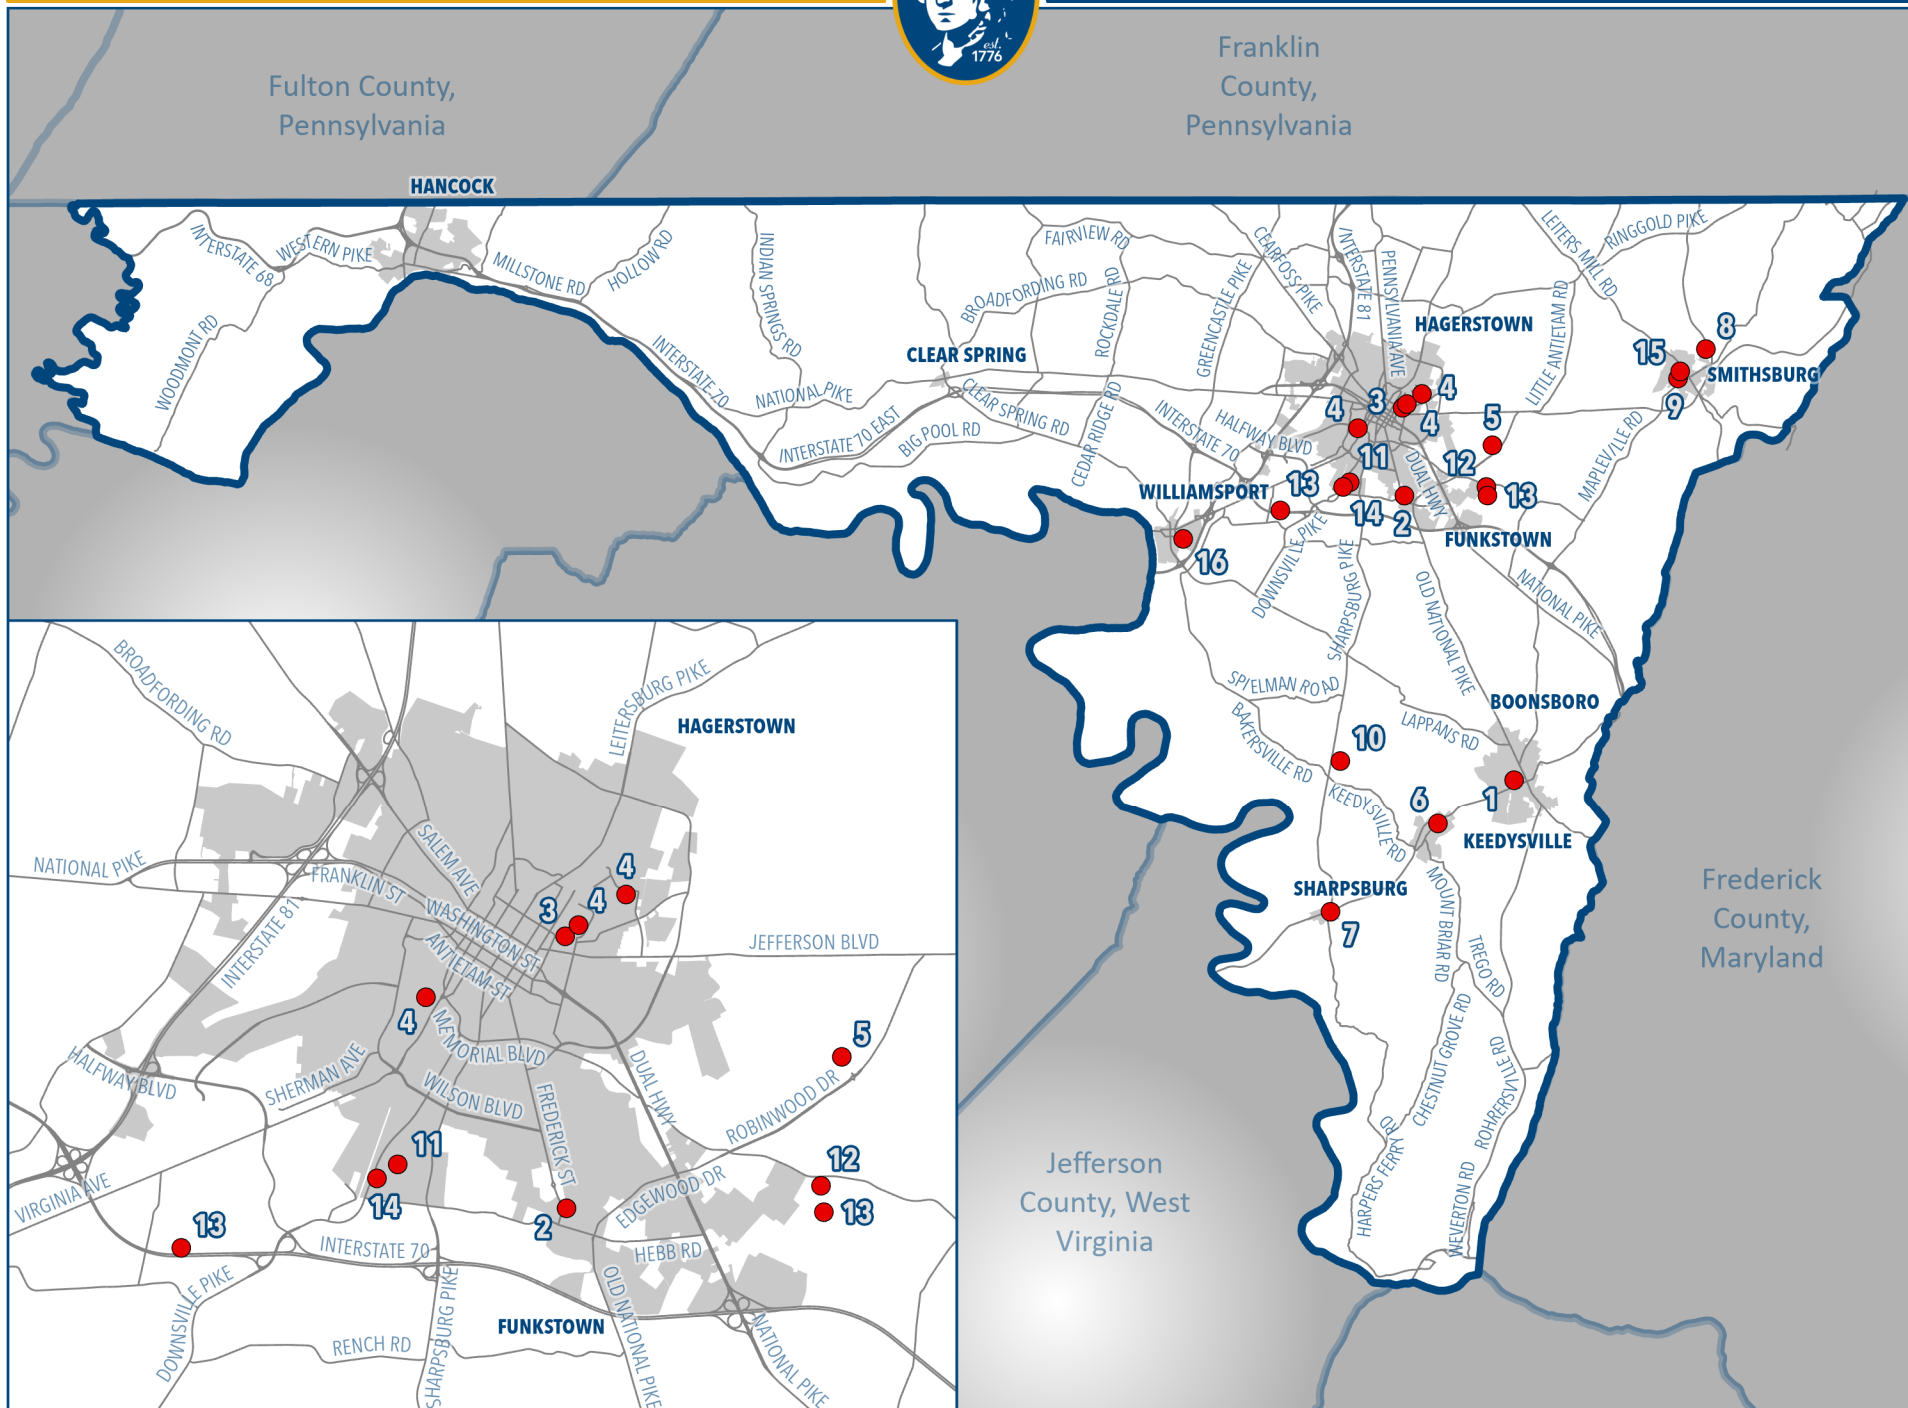 est.
1776
Fulton County,
Pennsylvania
Franklin
County,
Pennsylvania
HANCOCK
INTERSTATE 68
WESTERN PIKE
WOODMONT RD
MILLSTONE RD
HOLLOW RD
INDIAN SPRINGS RD
INTERSTATE 70
NATIONAL PIKE
INTERSTATE 70 EAST
BIG POOL RD
CLEAR SPRING
CLEAR SPRING RD
BROADFORDING RD
FAIRVIEW RD
ROCKDALE RD
CEDAR RIDGE RD
GREENCASTLE PIKE
CEARFOSS PIKE
INTERSTATE 81
PENNSYLVANIA AVE
HAGERSTOWN
LEITERS MILL RD
RINGGOLD PIKE
LITTLE ANTIETAM RD
MAPLEVILLE RD
8
15
SMITHSBURG
9
4
3
4
4
5
INTERSTATE 70
HALFWAY BLVD
11
12
DUAL HWY
WILLIAMSPORT
13
14
2
13
16
FUNKSTOWN
DOWNSVILLE PIKE
SHARPSBURG PIKE
OLD NATIONAL PIKE
NATIONAL PIKE
SPIELMAN ROAD
BAKERSVILLE RD
LAPPANS RD
BOONSBORO
10
KEEDYSVILLE RD
6
1
KEEDYSVILLE
SHARPSBURG
7
MOUNT BRIAR RD
TREGO RD
CHESTNUT GROVE RD
ROHRERSVILLE RD
HARPERS FERRY RD
WEVERTON RD
Frederick
County,
Maryland
Jefferson
County, West
Virginia
BROADFORDING RD
LEITERSBURG PIKE
HAGERSTOWN
NATIONAL PIKE
FRANKLIN ST
SALEM AVE
WASHINGTON ST
ANTIETAM ST
INTERSTATE 81
4
3
4
JEFFERSON BLVD
4
MEMORIAL BLVD
5
HALFWAY BLVD
SHERMAN AVE
WILSON BLVD
FREDERICK ST
DUAL HWY
ROBINWOOD DR
11
12
14
13
2
13
VIRGINIA AVE
EDGEWOOD DR
HEBB RD
INTERSTATE 70
DOWNSVILLE PIKE
RENCH RD
SHARPSBURG PIKE
FUNKSTOWN
OLD NATIONAL PIKE
NATIONAL PIKE